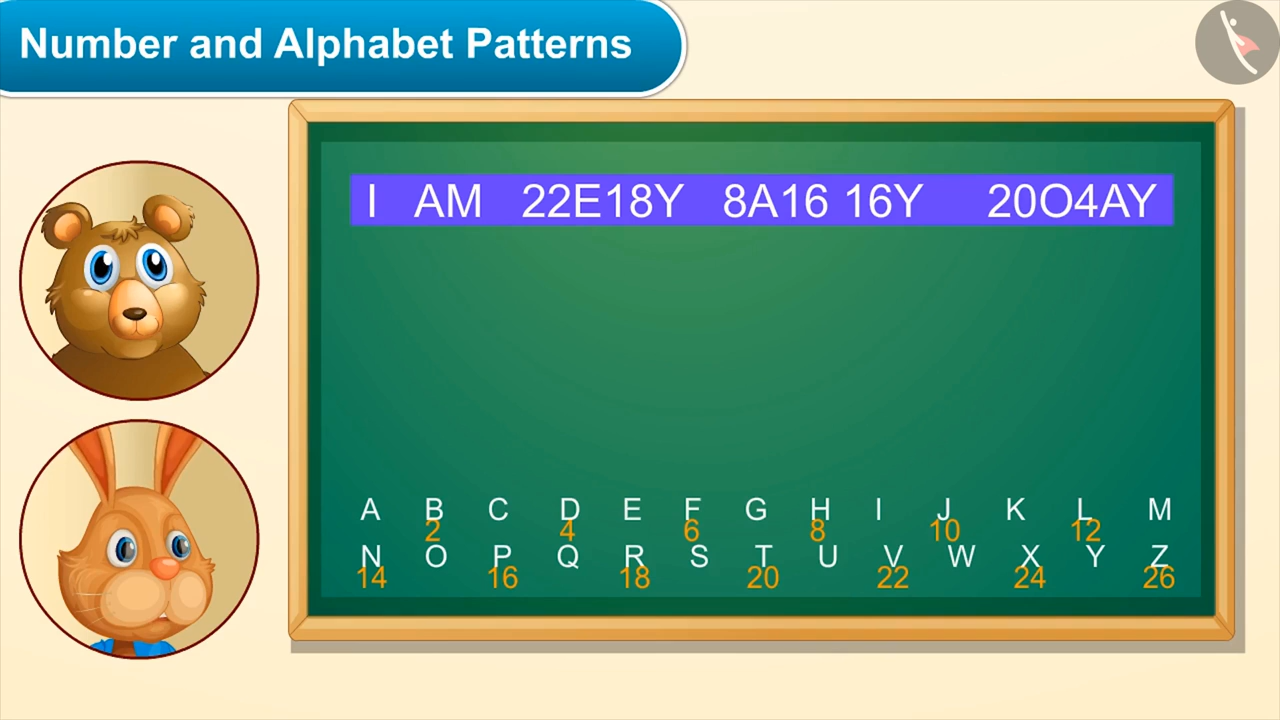 Number and Alphabet Patterns
I AM 22E18Y 8A16 16Y 20O4AY
A B C D E F G H I J K L M
2 4 6 8 10 12
N O P Q R S T U V W X Y Z
14 16 18 20 22 24 26